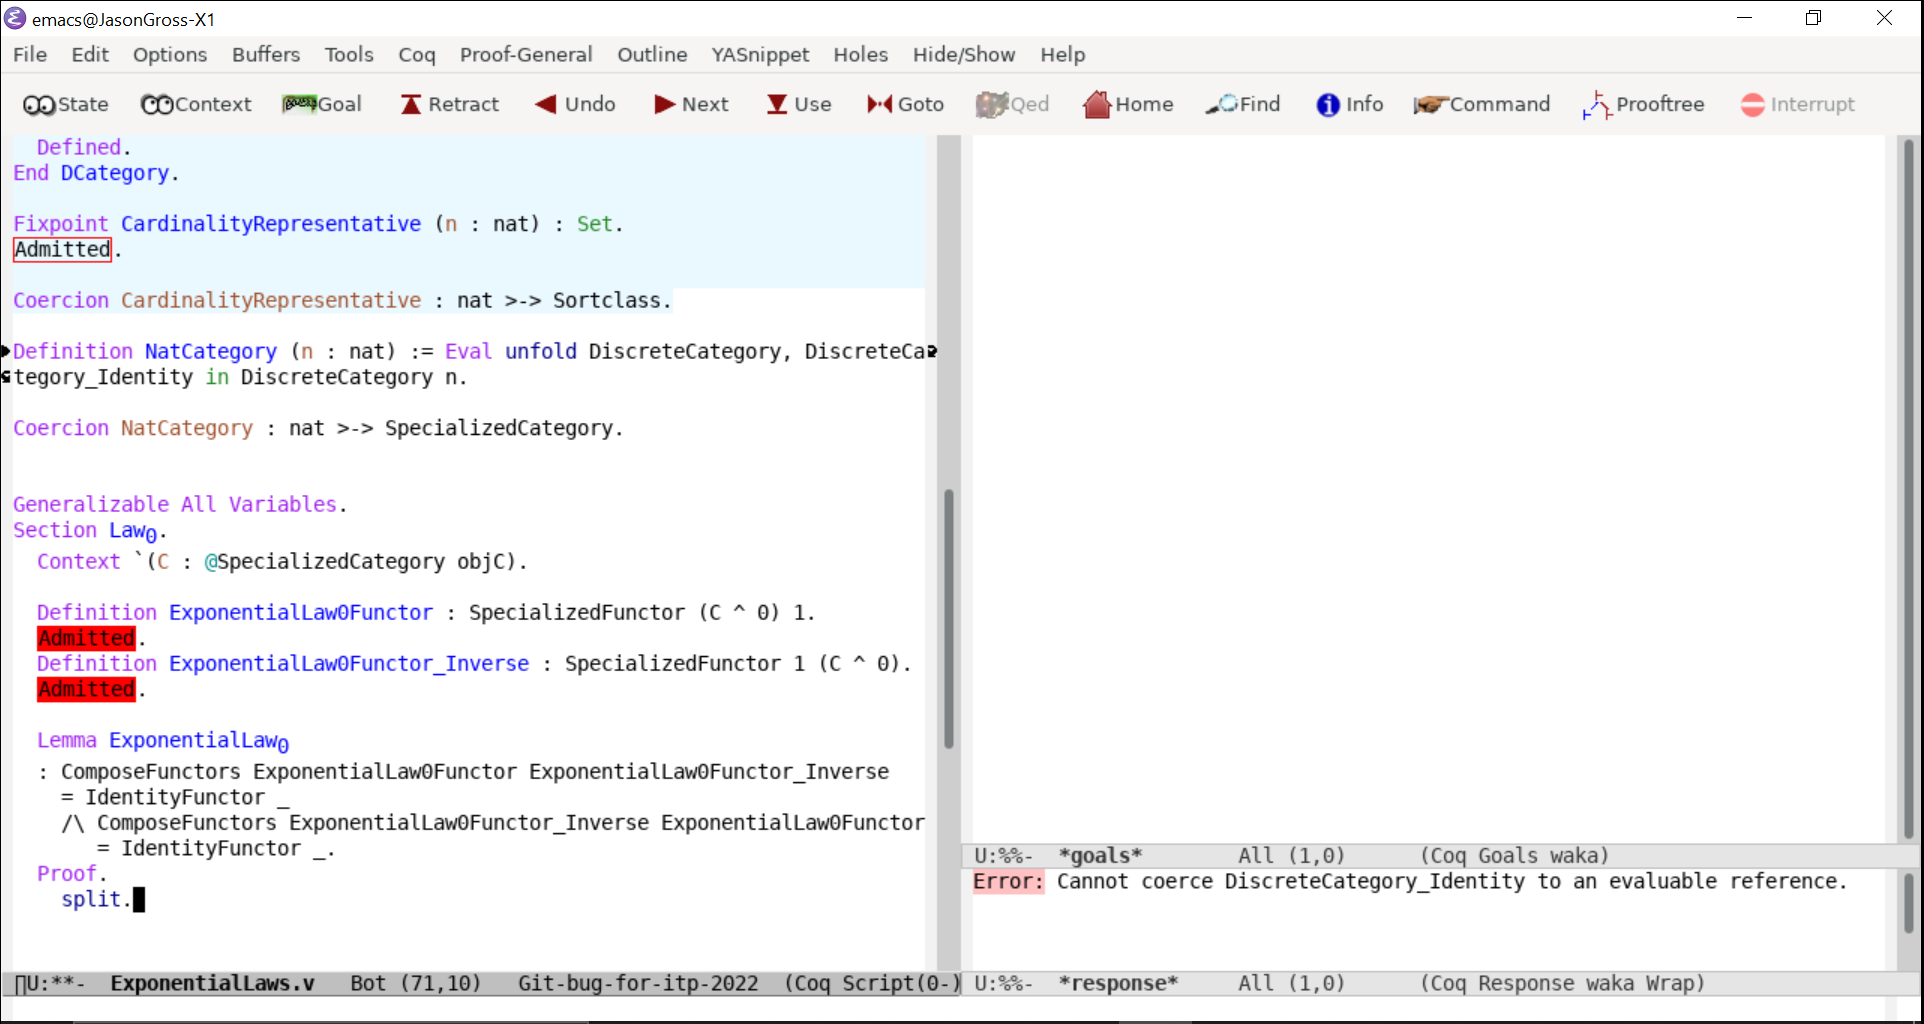 emacs@JasonGross-X1
File Edit Options Buffers Tools Coq Proof-General Outline YASnippet Holes Hide/Show Help
State Context Goal Retract Undo Next Use Goto Qed Home Find Info Command Prooftree Interrupt
Defined.
End DCategory.
Fixpoint CardinalityRepresentative (n : nat) : Set.
Admitted.
Coercion CardinalityRepresentative : nat >-> Sortclass.
Definition NatCategory (n : nat) := Eval unfold DiscreteCategory, DiscreteCa
tegory_Identity in DiscreteCategory n.
Coercion NatCategory : nat >-> SpecializedCategory.
Generalizable All Variables.
Section Law₀.
Context `(C : @SpecializedCategory objC).
Definition ExponentialLaw0Functor : SpecializedFunctor (C ^ 0) 1.
Admitted.
Definition ExponentialLaw0Functor_Inverse : SpecializedFunctor 1 (C ^ 0).
Admitted.
Lemma ExponentialLaw₀
: ComposeFunctors ExponentialLaw0Functor ExponentialLaw0Functor_Inverse
= IdentityFunctor _
/\ ComposeFunctors ExponentialLaw0Functor_Inverse ExponentialLaw0Functor
= IdentityFunctor _.
Proof.
split.
U:**- ExponentialLaws.v Bot (71,10) Git-bug-for-itp-2022 (Coq Script(0-)
U:%%- *goals* All (1,0) (Coq Goals waka)
Error: Cannot coerce DiscreteCategory_Identity to an evaluable reference.
U:%%- *response* All (1,0) (Coq Response waka Wrap)